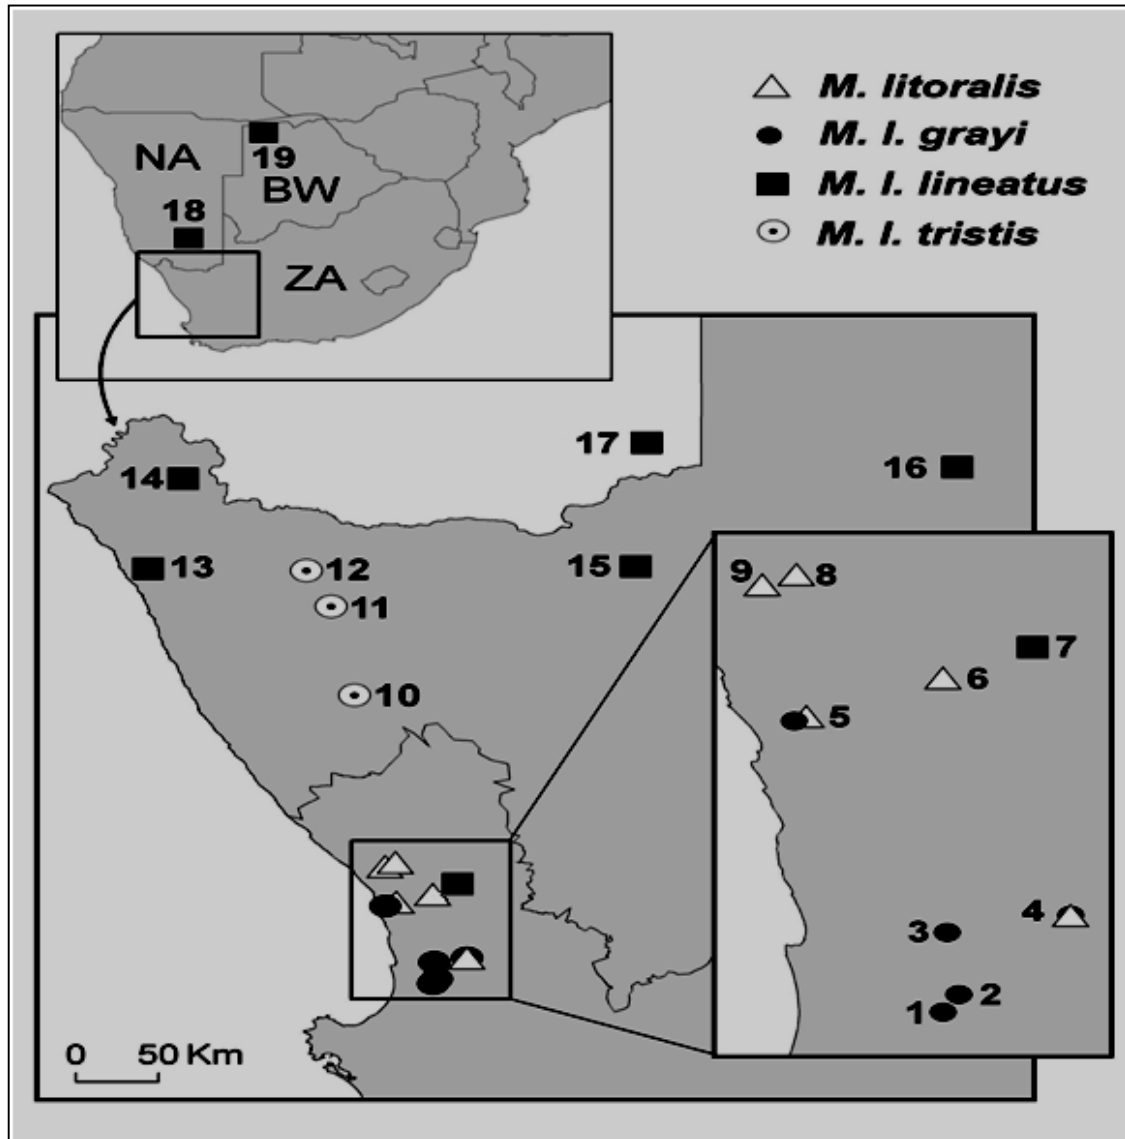 M. litoralis
M. l. grayi
M. l. lineatus
M. l. tristis
NA
19
BW
18
ZA
17
16
14
13
12
15
11
10
9
8
7
6
5
4
3
2
1
0 50 Km